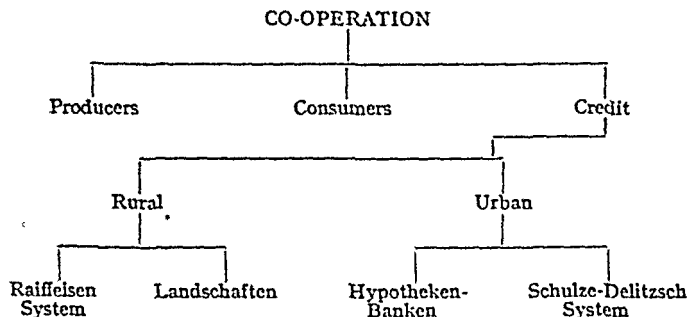 CO-OPERATION
Producers Consumers Credit
Rural Urban
Raiffeisen System
Landschaften
Hypotheken-Banken
Schulze-Delitzsch System